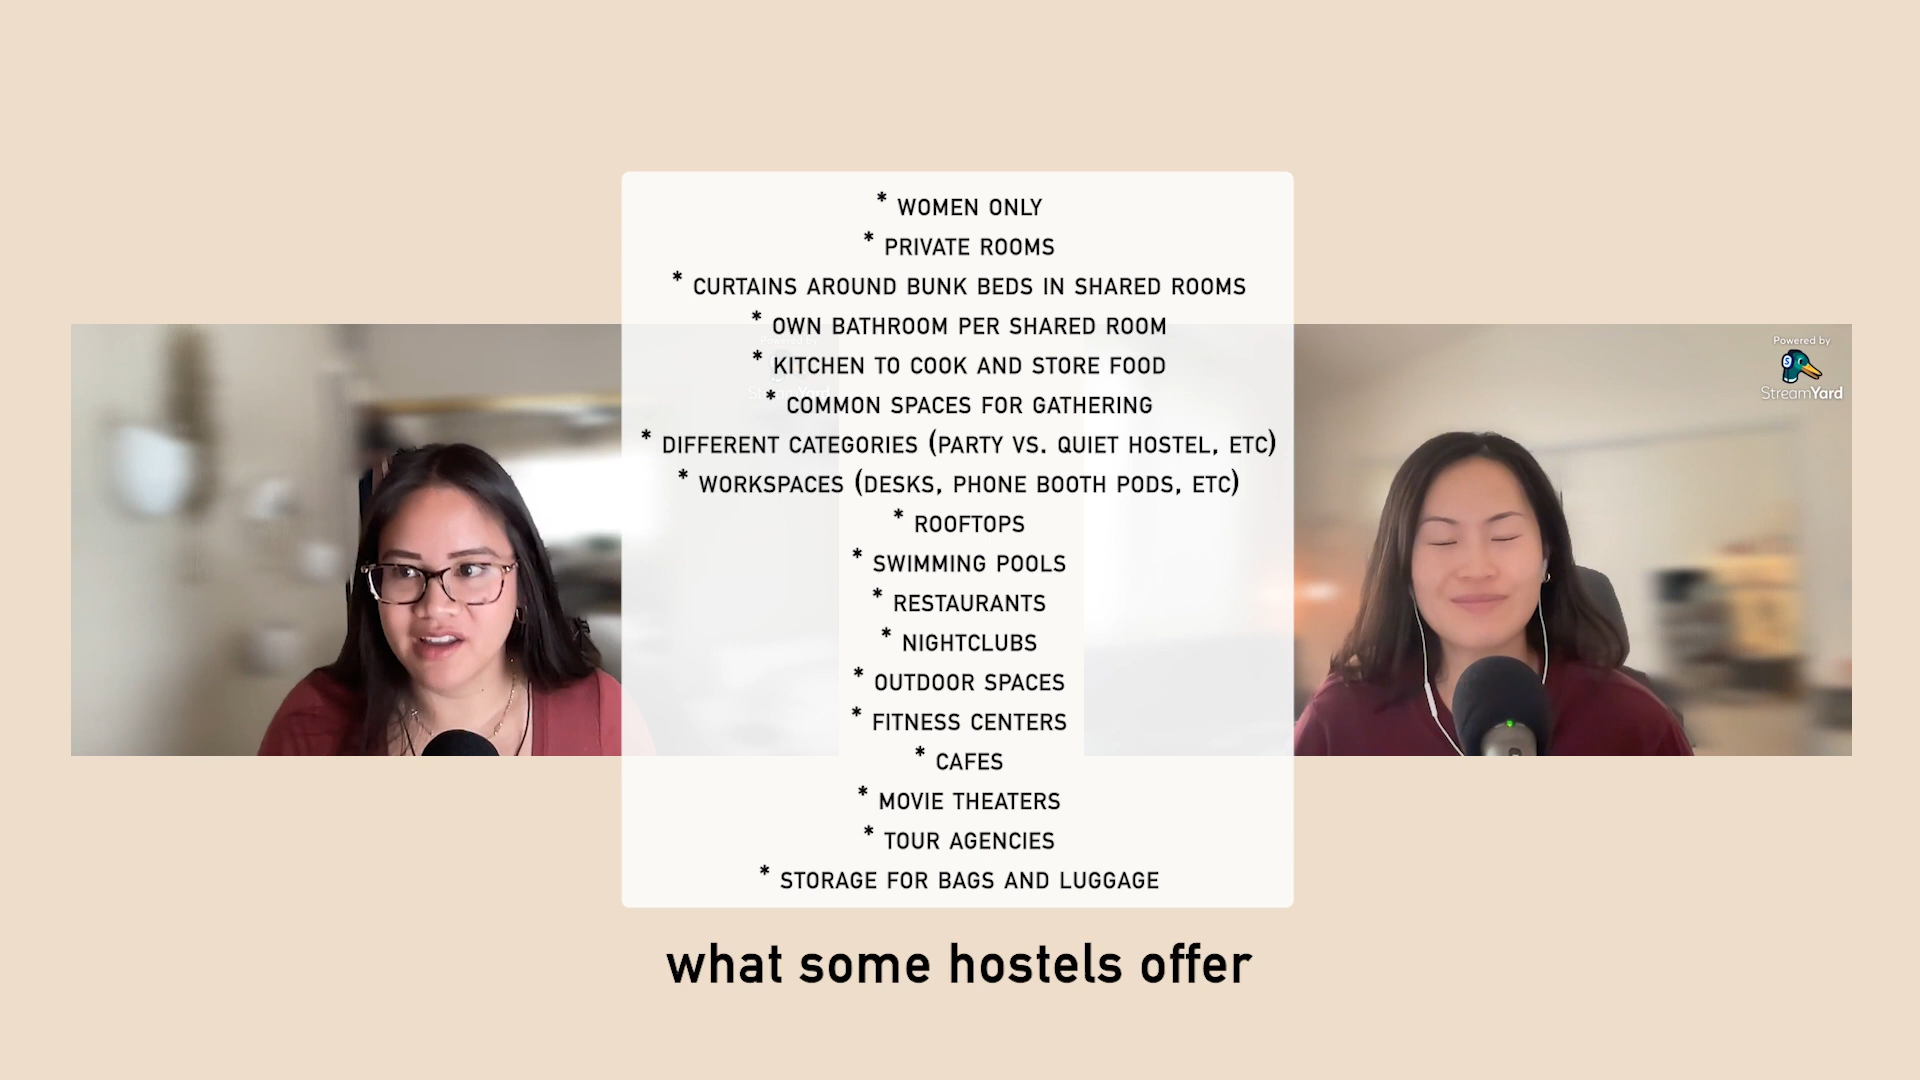 * WOMEN ONLY
* PRIVATE ROOMS
* CURTAINS AROUND BUNK BEDS IN SHARED ROOMS
* OWN BATHROOM PER SHARED ROOM
Powered by
* KITCHEN TO COOK AND STORE FOOD
StreamYard
* COMMON SPACES FOR GATHERING
* DIFFERENT CATEGORIES (PARTY VS. QUIET HOSTEL, ETC)
* WORKSPACES (DESKS, PHONE BOOTH PODS, ETC)
* ROOFTOPS
* SWIMMING POOLS
* RESTAURANTS
* NIGHTCLUBS
* OUTDOOR SPACES
* FITNESS CENTERS
* CAFES
* MOVIE THEATERS
* TOUR AGENCIES
* STORAGE FOR BAGS AND LUGGAGE
Powered by
S
StreamYard
what some hostels offer